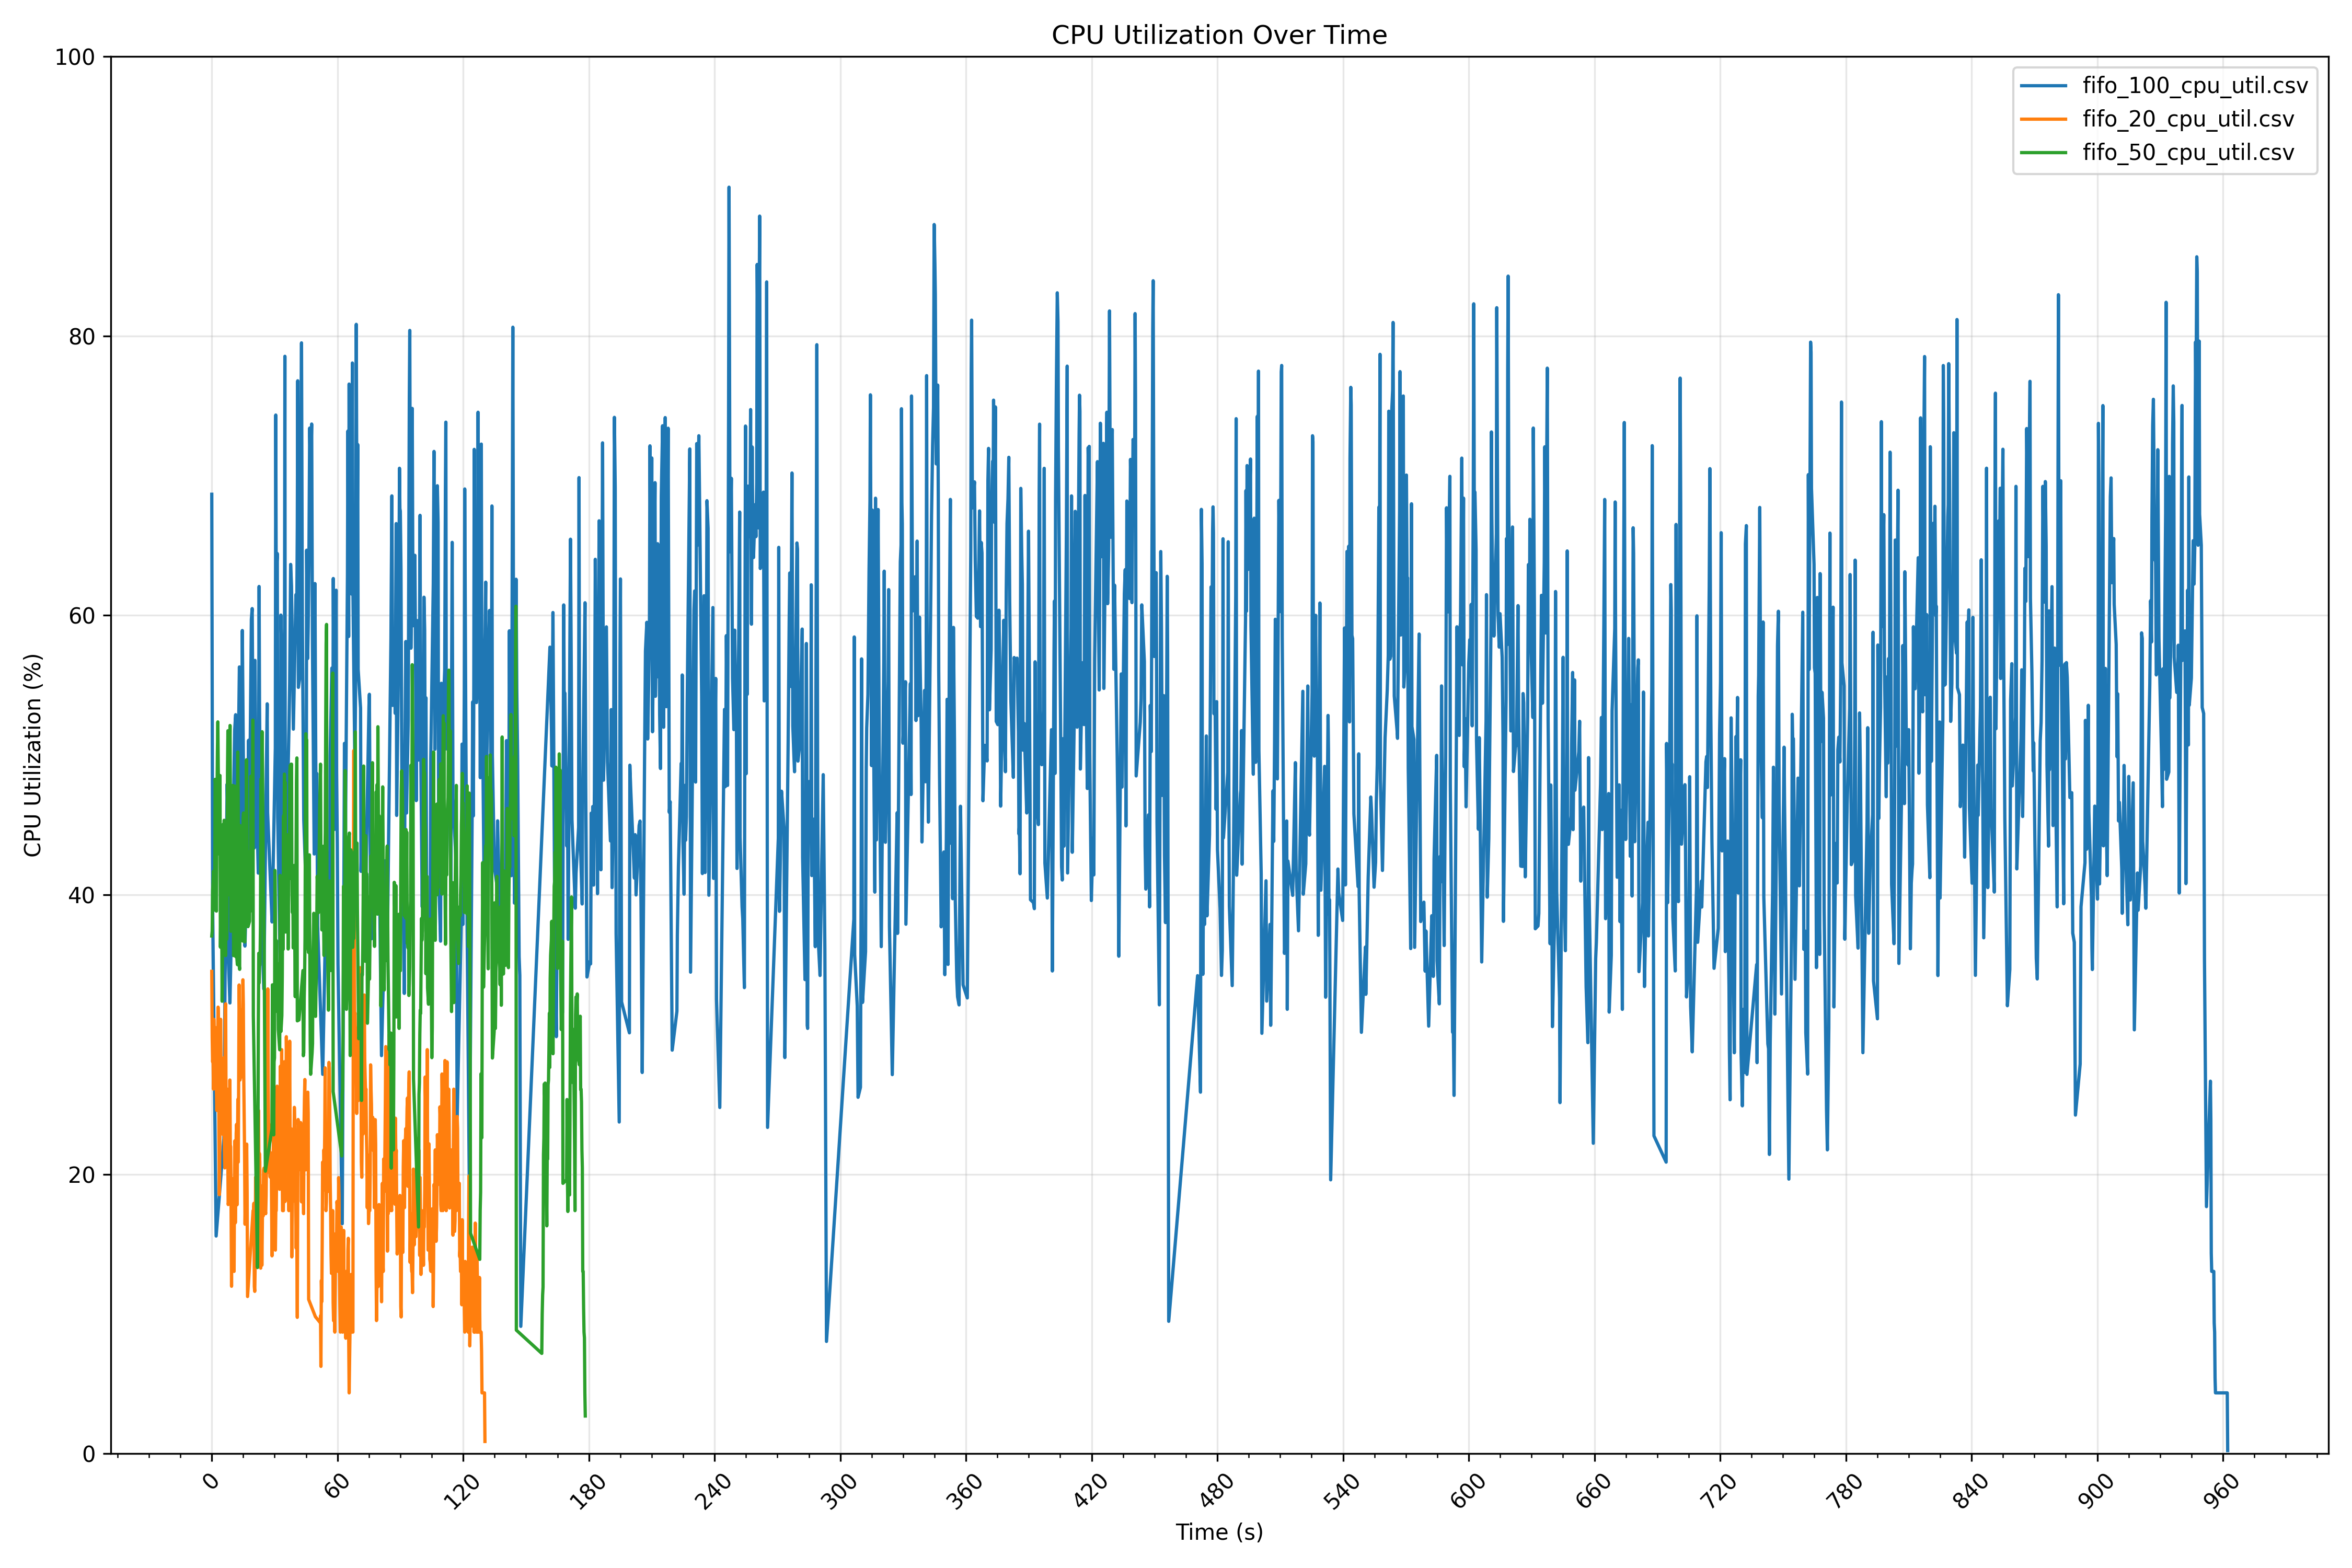 CPU Utilization Over Time
fifo_100_cpu_util.csv
fifo_20_cpu_util.csv
fifo_50_cpu_util.csv
CPU Utilization (%)
100
80
60
40
20
0
0 60 120 180 240 300 360 420 480 540 600 660 720 780 840 900 960
Time (s)